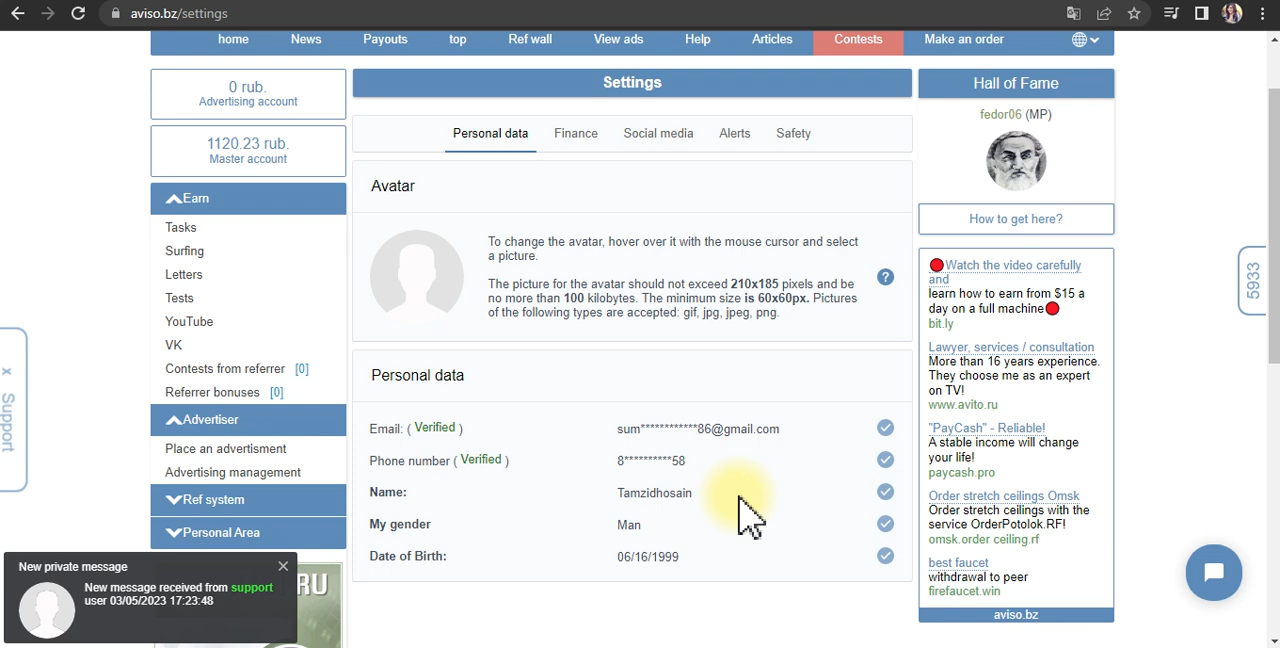 aviso.bz/settings
home News Payouts top Ref wall View ads Help Articles Contests Make an order
0 rub.
Advertising account
1120.23 rub.
Master account
Earn
Tasks
Surfing
Letters
Tests
YouTube
VK
Contests from referrer [0]
Referrer bonuses [0]
Advertiser
Place an advertisment
Advertising management
Ref system
Personal Area
Settings
Personal data Finance Social media Alerts Safety
Avatar
To change the avatar, hover over it with the mouse cursor and select
a picture.
The picture for the avatar should not exceed 210x185 pixels and be
no more than 100 kilobytes. The minimum size is 60x60px. Pictures
of the following types are accepted: gif, jpg, jpeg, png.
?
Personal data
Email: ( Verified ) sum************86@gmail.com
Phone number ( Verified ) 8**********58
Name: Tamzidhosain
My gender Man
Date of Birth: 06/16/1999
Hall of Fame
fedor06 (MP)
How to get here?
Watch the video carefully
and
learn how to earn from $15 a
day on a full machine
bit.ly
Lawyer, services / consultation
More than 16 years experience.
They choose me as an expert
on TV!
www.avito.ru
"PayCash" - Reliable!
A stable income will change
your life!
paycash.pro
Order stretch ceilings Omsk
Order stretch ceilings with the
service OrderPotolok.RF!
omsk.order ceiling.rf
best faucet
withdrawal to peer
firefaucet.win
aviso.bz
5933
x Support
New private message
New message received from support
user 03/05/2023 17:23:48
RU